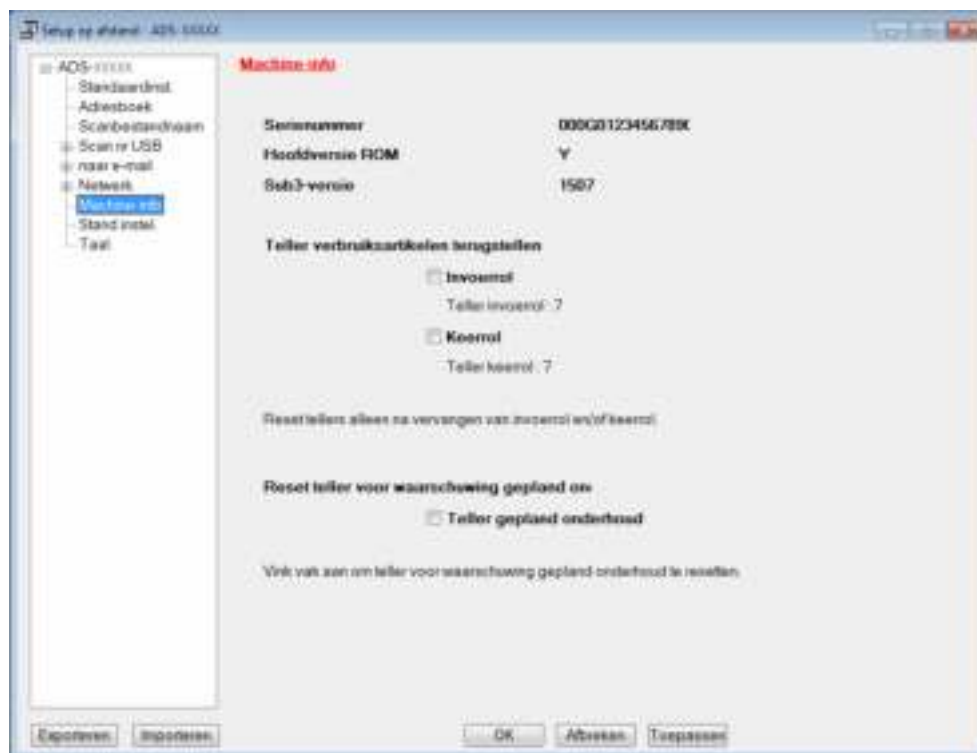 Setup op afstand - ADS-XXXXX
ADS-XXXXX
Standaardinst.
Adresboek
Scanbestandnaam
Scan nr USB
naar e-mail
Netwerk
Machine-info
Stand instel.
Taal
Machine-info
Serienummer 000G0123456789X
Hoofdversie ROM Y
Sub3-versie 1507
Teller verbruiksartikelen terugstellen
Invoerrol
Teller invoerrol : 7
Keerrol
Teller keerrol : 7
Reset tellers alleen na vervangen van invoerrol en/of keerrol.
Reset teller voor waarschuwing gepland on
Teller gepland onderhoud
Vink vak aan om teller voor waarschuwing gepland onderhoud te resetten.
Exporteren Importeren OK Afbreken Toepassen